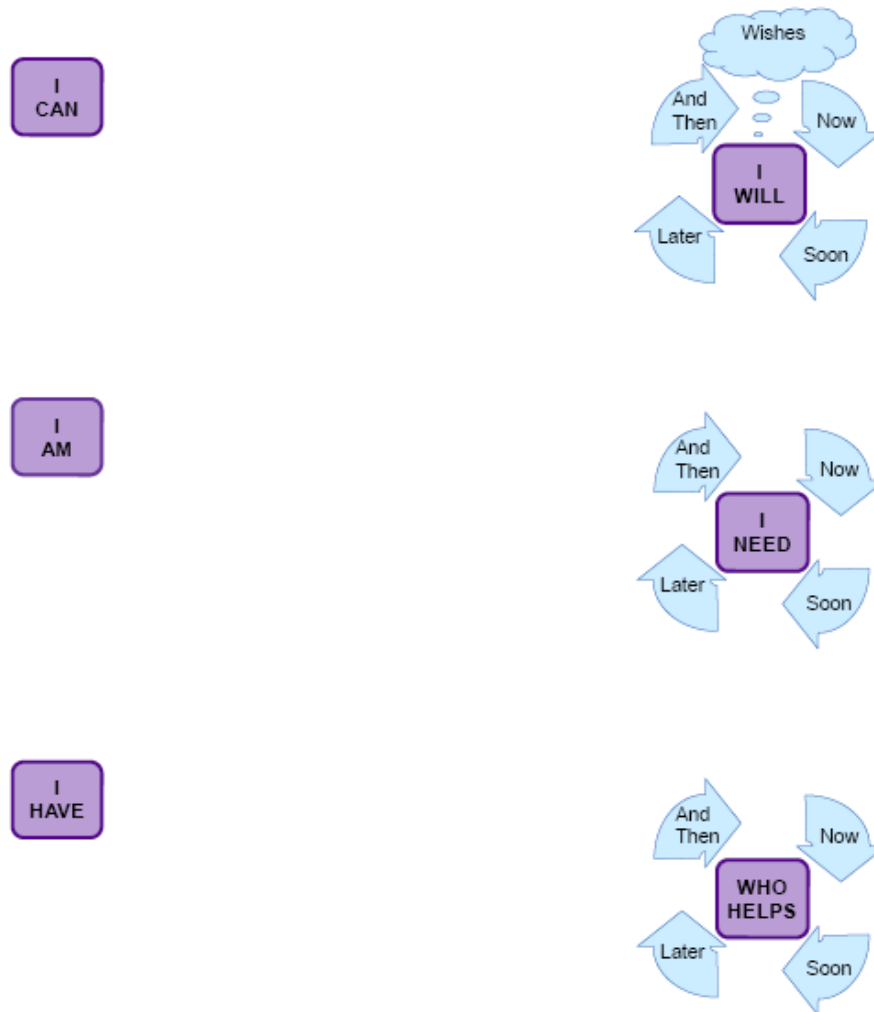 I
CAN
Wishes
And
Then
Now
I
WILL
Later
Soon
I
AM
And
Then
Now
I
NEED
Later
Soon
I
HAVE
And
Then
Now
WHO
HELPS
Later
Soon